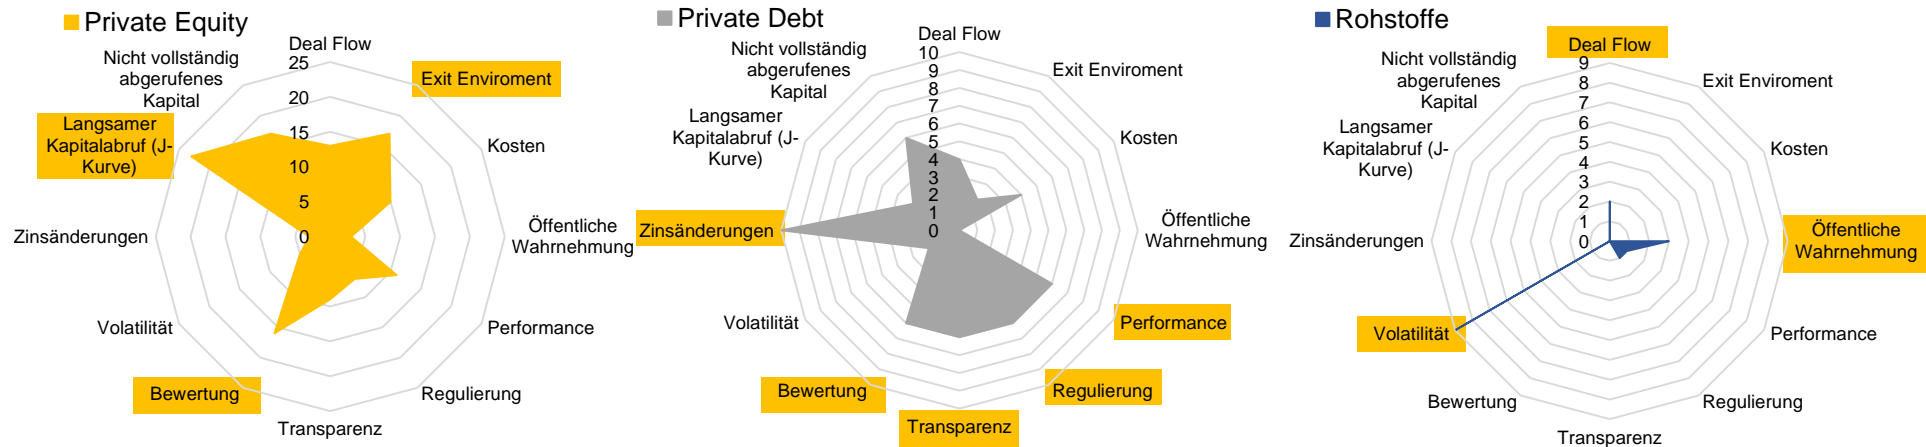 Private Equity
Deal Flow
Exit Enviroment
Kosten
Öffentliche
Wahrnehmung
Performance
Regulierung
Transparenz
Bewertung
Volatilität
Zinsänderungen
Langsamer
Kapitalabruf (J-
Kurve)
Nicht vollständig
abgerufenes
Kapital
25
20
15
10
5
0
Private Debt
Deal Flow
Exit Enviroment
Kosten
Öffentliche
Wahrnehmung
Performance
Regulierung
Transparenz
Bewertung
Volatilität
Zinsänderungen
Langsamer
Kapitalabruf (J-
Kurve)
Nicht vollständig
abgerufenes
Kapital
10
9
8
7
6
5
4
3
2
1
0
Rohstoffe
Deal Flow
Exit Enviroment
Kosten
Öffentliche
Wahrnehmung
Performance
Regulierung
Transparenz
Bewertung
Volatilität
Zinsänderungen
Langsamer
Kapitalabruf (J-
Kurve)
Nicht vollständig
abgerufenes
Kapital
9
8
7
6
5
4
3
2
1
0